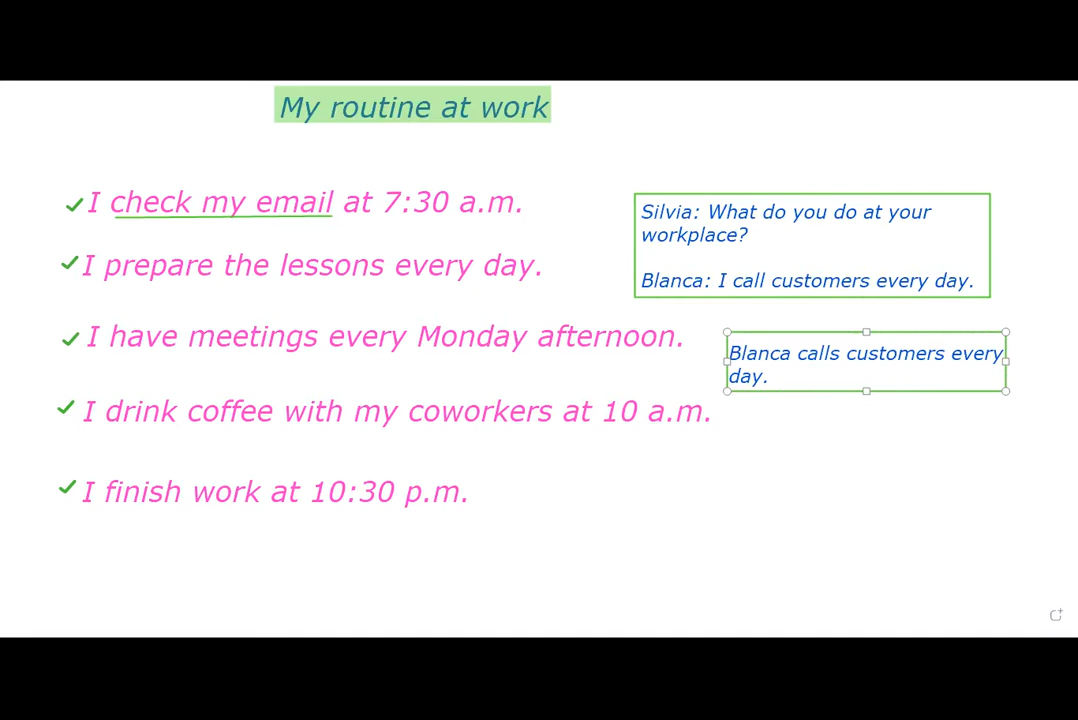 My routine at work
I check my email at 7:30 a.m.
I prepare the lessons every day.
I have meetings every Monday afternoon.
I drink coffee with my coworkers at 10 a.m.
I finish work at 10:30 p.m.
Silvia: What do you do at your
workplace?
Blanca: I call customers every day.
Blanca calls customers every
day.